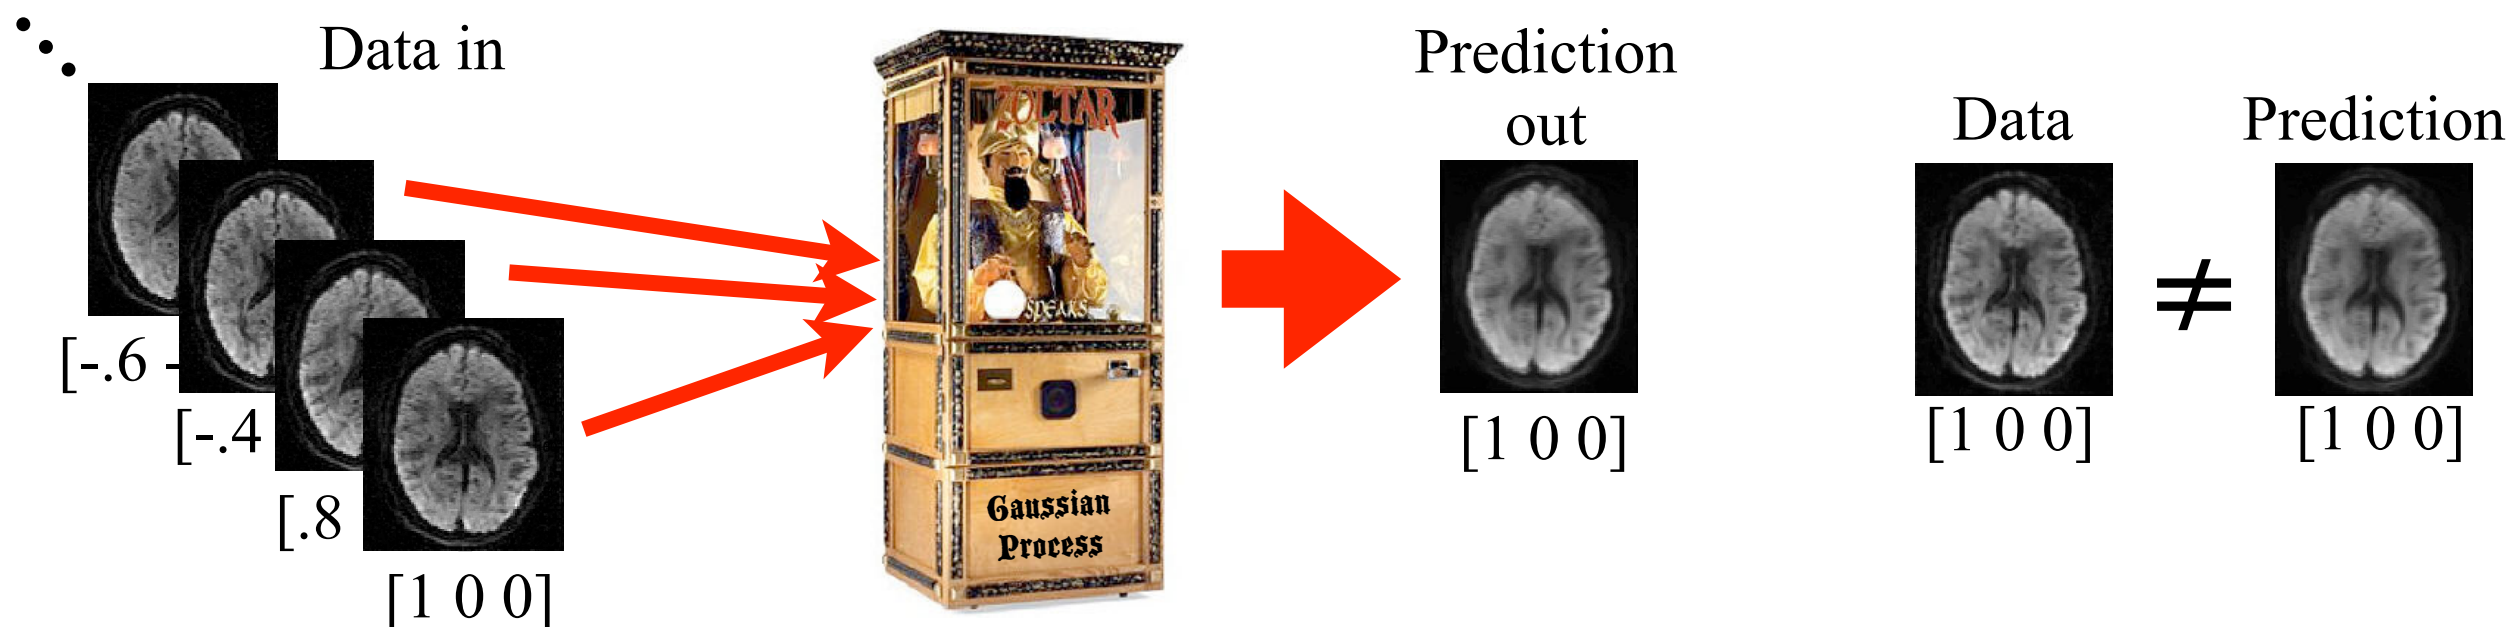 Data in
[-.6 -
[-.4
[.8
[1 0 0]
ZOLTAR
SPEAKS
Gaussian
Process
Prediction
out
[1 0 0]
Data
Prediction
≠
[1 0 0]
[1 0 0]